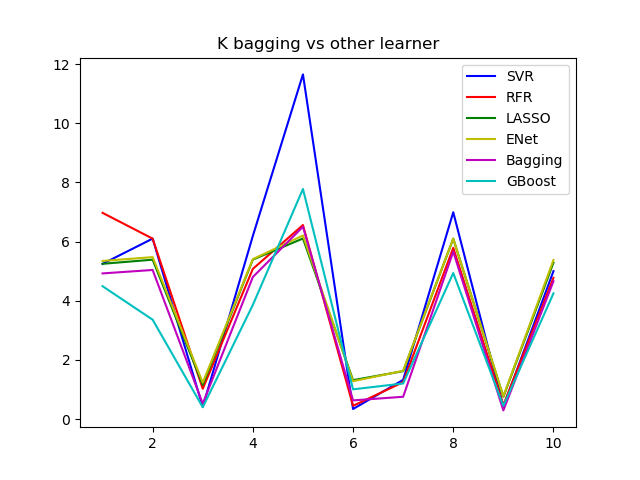 K bagging vs other learner
12
10
8
6
4
2
0
2 4 6 8 10
SVR
RFR
LASSO
ENet
Bagging
GBoost